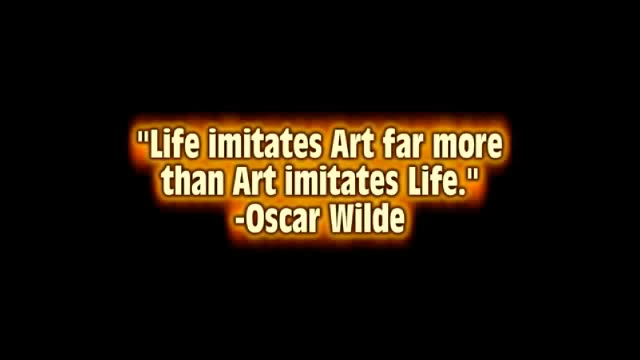 "Life imitates Art far more
than Art imitates Life."
-Oscar Wilde